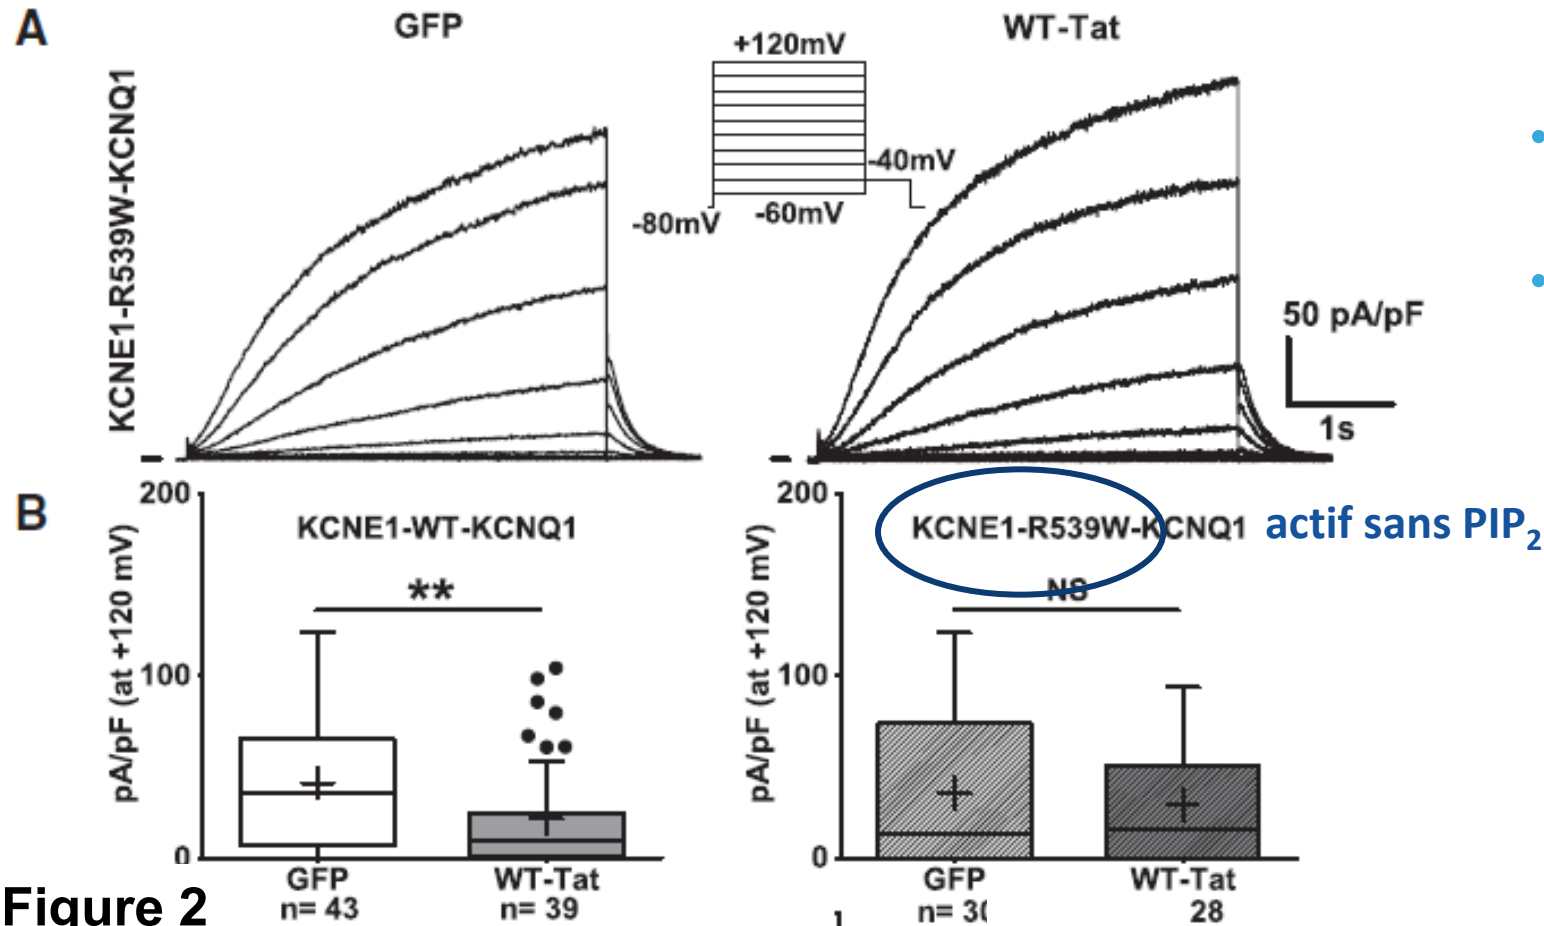 A
GFP
WT-Tat
+120mV
-40mV
-80mV
-60mV
KCNE1-R539W-KCNQ1
50 pA/pF
1s
B
200
100
0
pA/pF (at +120 mV)
KCNE1-WT-KCNQ1
**
GFP
n= 43
WT-Tat
n= 39
200
100
0
pA/pF (at +120 mV)
KCNE1-R539W-KCNQ1
actif sans PIP2
NS
GFP
n= 30
WT-Tat
28
Figure 2